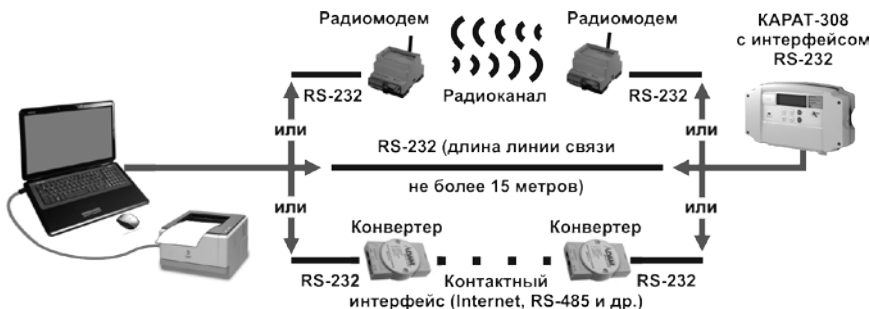 Радиомодем
Радиомодем
КАРАТ-308
с интерфейсом
RS-232
RS-232
Радиоканал
RS-232
или
или
RS-232 (длина линии связи
не более 15 метров)
или
или
Конвертер
Конвертер
RS-232
Контактный
RS-232
интерфейс (Internet, RS-485 и др.)